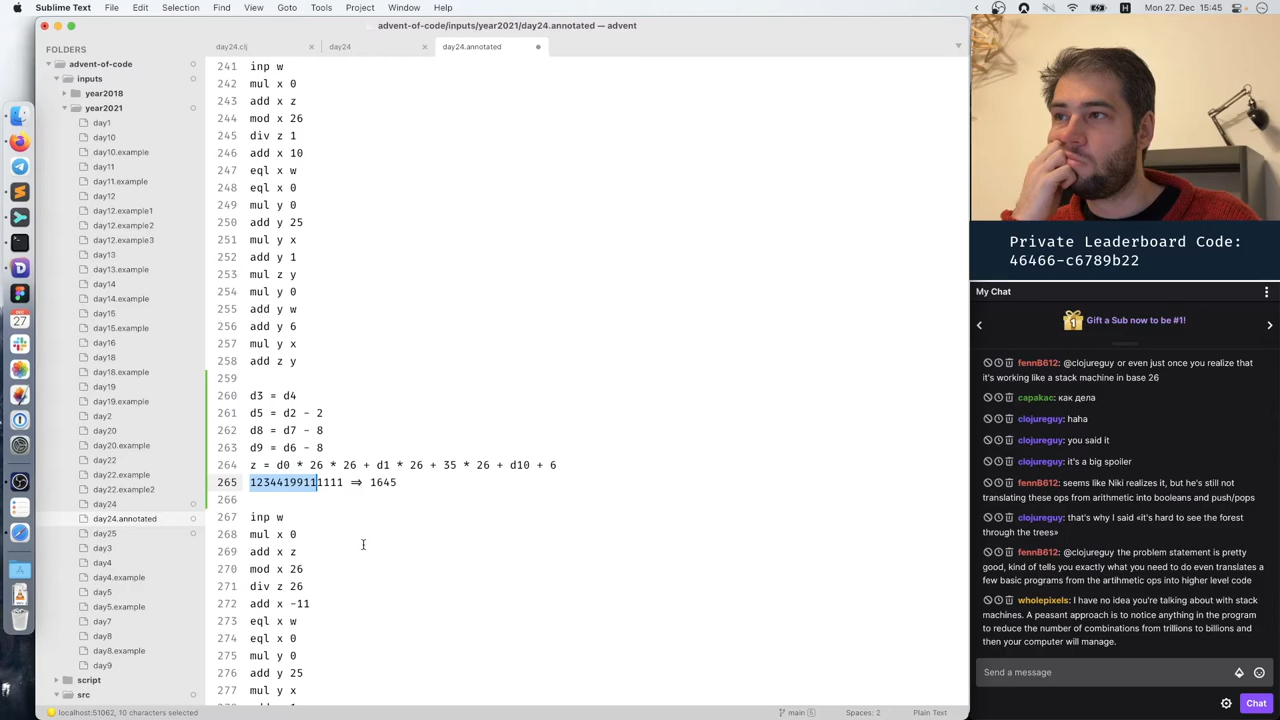 Sublime Text File Edit Selection Find View Goto Tools Project Window Help
Mon 27. Dec 15:45
advent-of-code/inputs/year2021/day24.annotated — advent
FOLDERS
advent-of-code
inputs
year2018
year2021
day1
day10
day10.example
day11
day11.example
day12
day12.example1
day12.example2
day12.example3
day13
day13.example
day14
day14.example
day15
day15.example
day16
day18
day18.example
day19
day19.example
day2
day20
day20.example
day22
day22.example
day22.example2
day24
day24.annotated
day25
day3
day4
day4.example
day5
day5.example
day7
day8
day8.example
day9
script
src
day24.clj
day24
day24.annotated
241 inp w
242 mul x 0
243 add x z
244 mod x 26
245 div z 1
246 add x 10
247 eql x w
248 eql x 0
249 mul y 0
250 add y 25
251 mul y x
252 add y 1
253 mul z y
254 mul y 0
255 add y w
256 add y 6
257 mul y x
258 add z y
259
260 d3 = d4
261 d5 = d2 - 2
262 d8 = d7 - 8
263 d9 = d6 - 8
264 z = d0 * 26 * 26 + d1 * 26 + 35 * 26 + d10 + 6
265 12344199111111 => 1645
266
267 inp w
268 mul x 0
269 add x z
270 mod x 26
271 div z 26
272 add x -11
273 eql x w
274 eql x 0
275 mul y 0
276 add y 25
277 mul y x
localhost:51062, 10 characters selected
main 5
Spaces: 2
Plain Text
Private Leaderboard Code:
46466-c6789b22
My Chat
Gift a Sub now to be #1!
fennB612: @clojureguy or even just once you realize that
it's working like a stack machine in base 26
capakac: как дела
clojureguy: haha
clojureguy: you said it
clojureguy: it's a big spoiler
fennB612: seems like Niki realizes it, but he's still not
translating these ops from arithmetic into booleans and push/pops
clojureguy: that's why I said «it's hard to see the forest
through the trees»
fennB612: @clojureguy the problem statement is pretty
good, kind of tells you exactly what you need to do even translates a
few basic programs from the artihmetic ops into higher level code
wholepixels: I have no idea you're talking about with stack
machines. A peasant approach is to notice anything in the program
to reduce the number of combinations from trillions to billions and
then your computer will manage.
Send a message
Chat